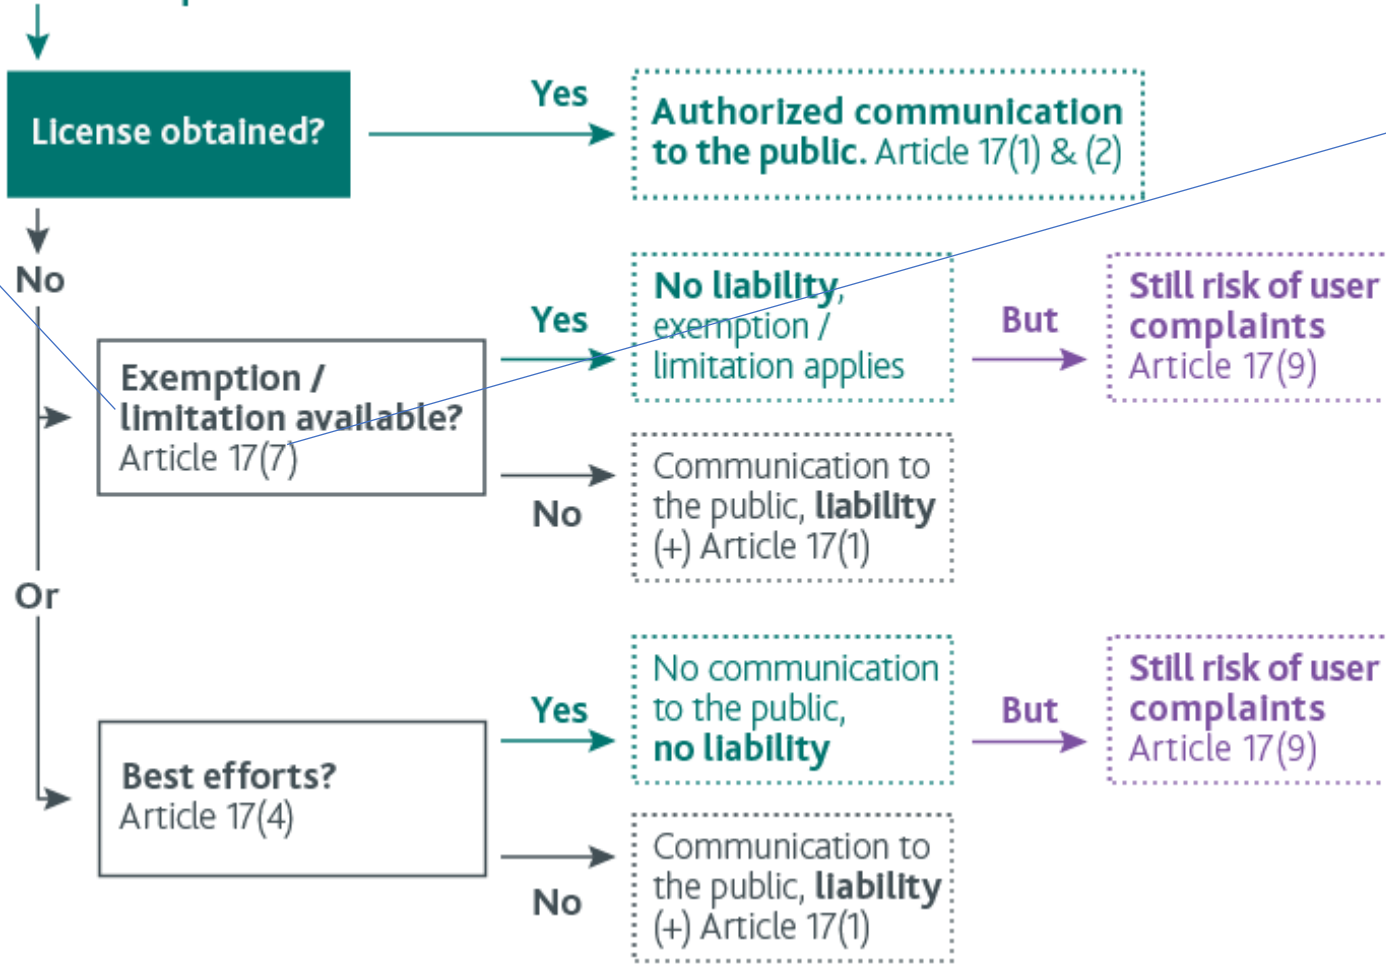 License obtained?
Yes
Authorized communication
to the public. Article 17(1) & (2)
No
Exemption /
limitation available?
Article 17(7)
Yes
No liability,
exemption /
limitation applies
But
Still risk of user
complaints
Article 17(9)
No
Communication to
the public, liability
(+) Article 17(1)
Or
Best efforts?
Article 17(4)
Yes
No communication
to the public,
no liability
But
Still risk of user
complaints
Article 17(9)
No
Communication to
the public, liability
(+) Article 17(1)